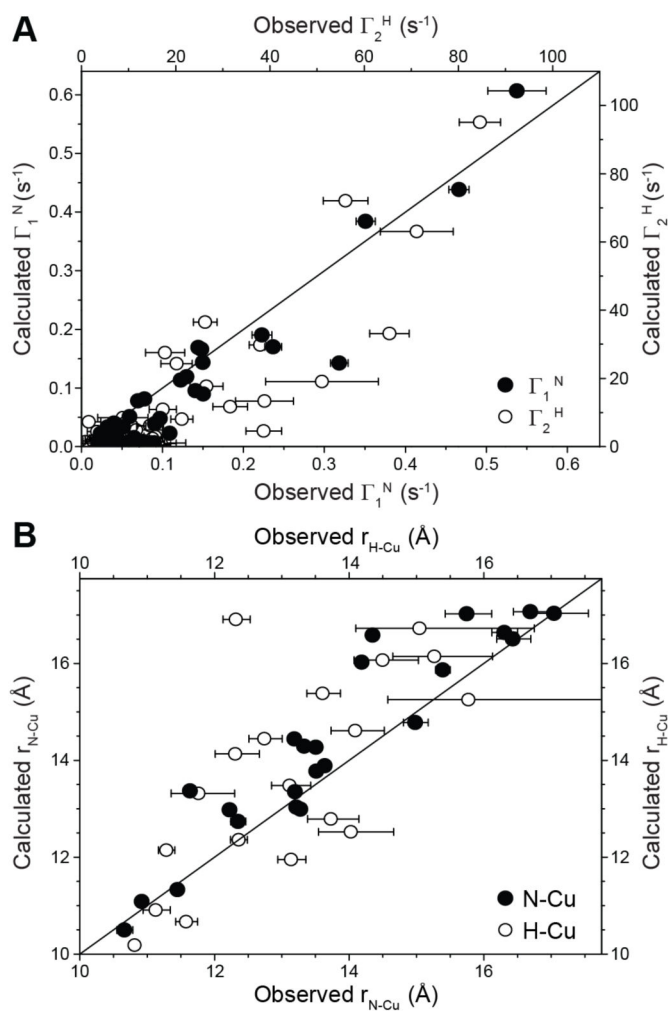 A
Observed Γ₂ᴴ (s⁻¹)
0 20 40 60 80 100
Calculated Γ₁ᴺ (s⁻¹)
0.6
0.5
0.4
0.3
0.2
0.1
0.0
100
80
60
40
20
0
Calculated Γ₂ᴴ (s⁻¹)
Γ₁ᴺ
Γ₂ᴴ
0.0 0.1 0.2 0.3 0.4 0.5 0.6
Observed Γ₁ᴺ (s⁻¹)
B
Observed r_H-Cu (Å)
10 12 14 16
Calculated r_N-Cu (Å)
16
14
12
10
16
14
12
10
Calculated r_H-Cu (Å)
N-Cu
H-Cu
10 12 14 16
Observed r_N-Cu (Å)